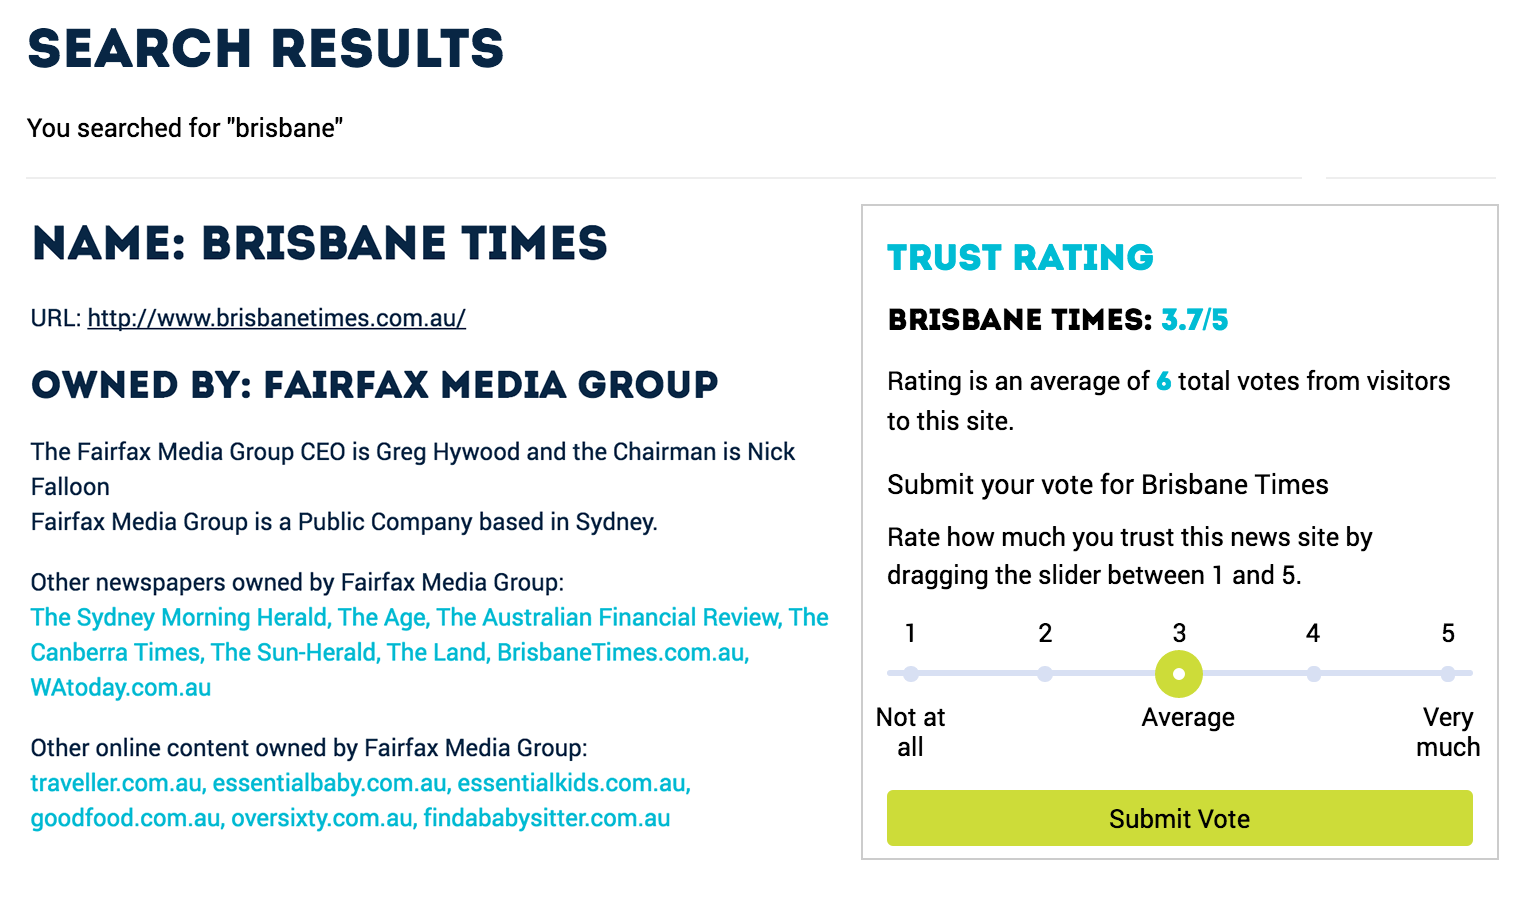 SEARCH RESULTS
You searched for "brisbane"
NAME: BRISBANE TIMES
URL: http://www.brisbanetimes.com.au/
OWNED BY: FAIRFAX MEDIA GROUP
The Fairfax Media Group CEO is Greg Hywood and the Chairman is Nick
Falloon
Fairfax Media Group is a Public Company based in Sydney.
Other newspapers owned by Fairfax Media Group:
The Sydney Morning Herald, The Age, The Australian Financial Review, The
Canberra Times, The Sun-Herald, The Land, BrisbaneTimes.com.au,
WAtoday.com.au
Other online content owned by Fairfax Media Group:
traveller.com.au, essentialbaby.com.au, essentialkids.com.au,
goodfood.com.au, oversixty.com.au, findababysitter.com.au
TRUST RATING
BRISBANE TIMES: 3.7/5
Rating is an average of 6 total votes from visitors
to this site.
Submit your vote for Brisbane Times
Rate how much you trust this news site by
dragging the slider between 1 and 5.
1 2 3 4 5
Not at Average Very
all much
Submit Vote